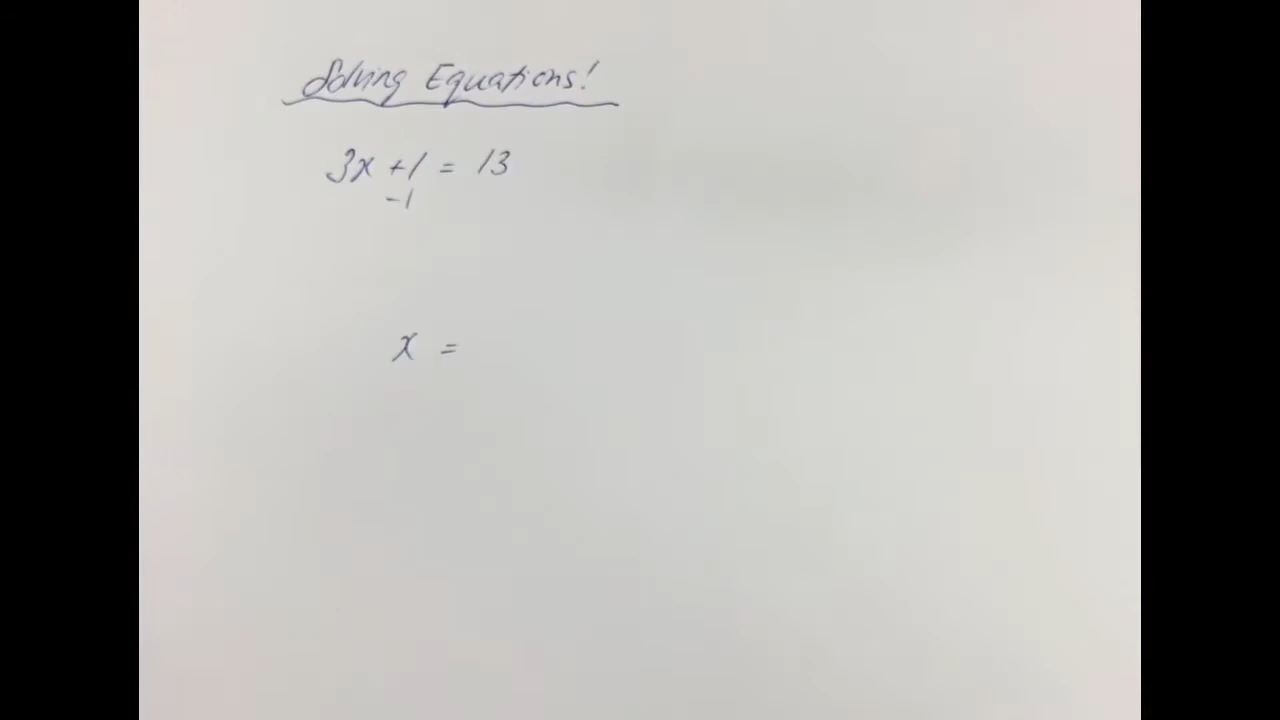 Solving Equations!
3x + 1 = 13
-1
x =